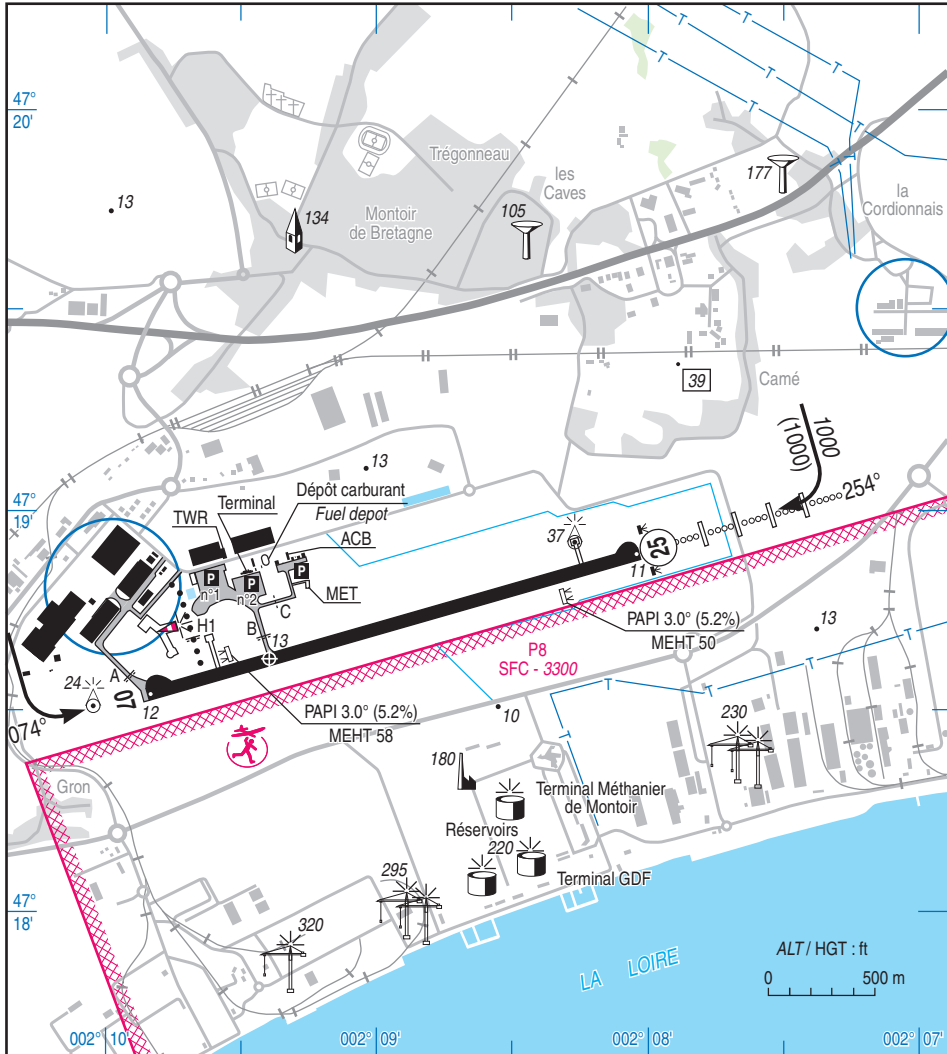 47°
20'
Trégonneau
les
Caves
177
la
Cordionnais
13
134
Montoir
de Bretagne
105
39
Camé
1000
(1000)
13
47°
19'
Dépôt carburant
Fuel depot
Terminal
TWR
ACB
254°
37
25
11
P
n°1
P
n°2
P
MET
C
H1
B
13
PAPI 3.0° (5.2%)
MEHT 50
13
P8
SFC - 3300
A
24
07
12
074°
PAPI 3.0° (5.2%)
MEHT 58
10
230
180
Gron
Terminal Méthanier
de Montoir
Réservoirs
220
Terminal GDF
295
47°
18'
320
ALT / HGT : ft
0 500 m
LA LOIRE
002° 10'
002° 09'
002° 08'
002° 07'
T
T
T
T
T
T
T
T
T
T